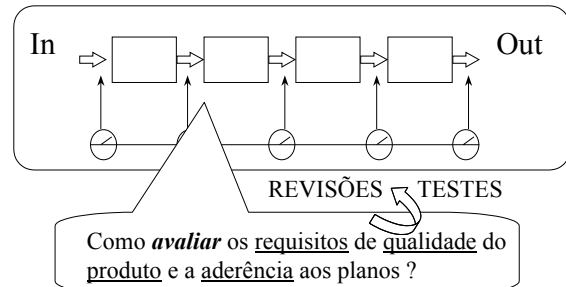 In Out
REVISÕES TESTES
Como avaliar os requisitos de qualidade do
produto e a aderência aos planos ?